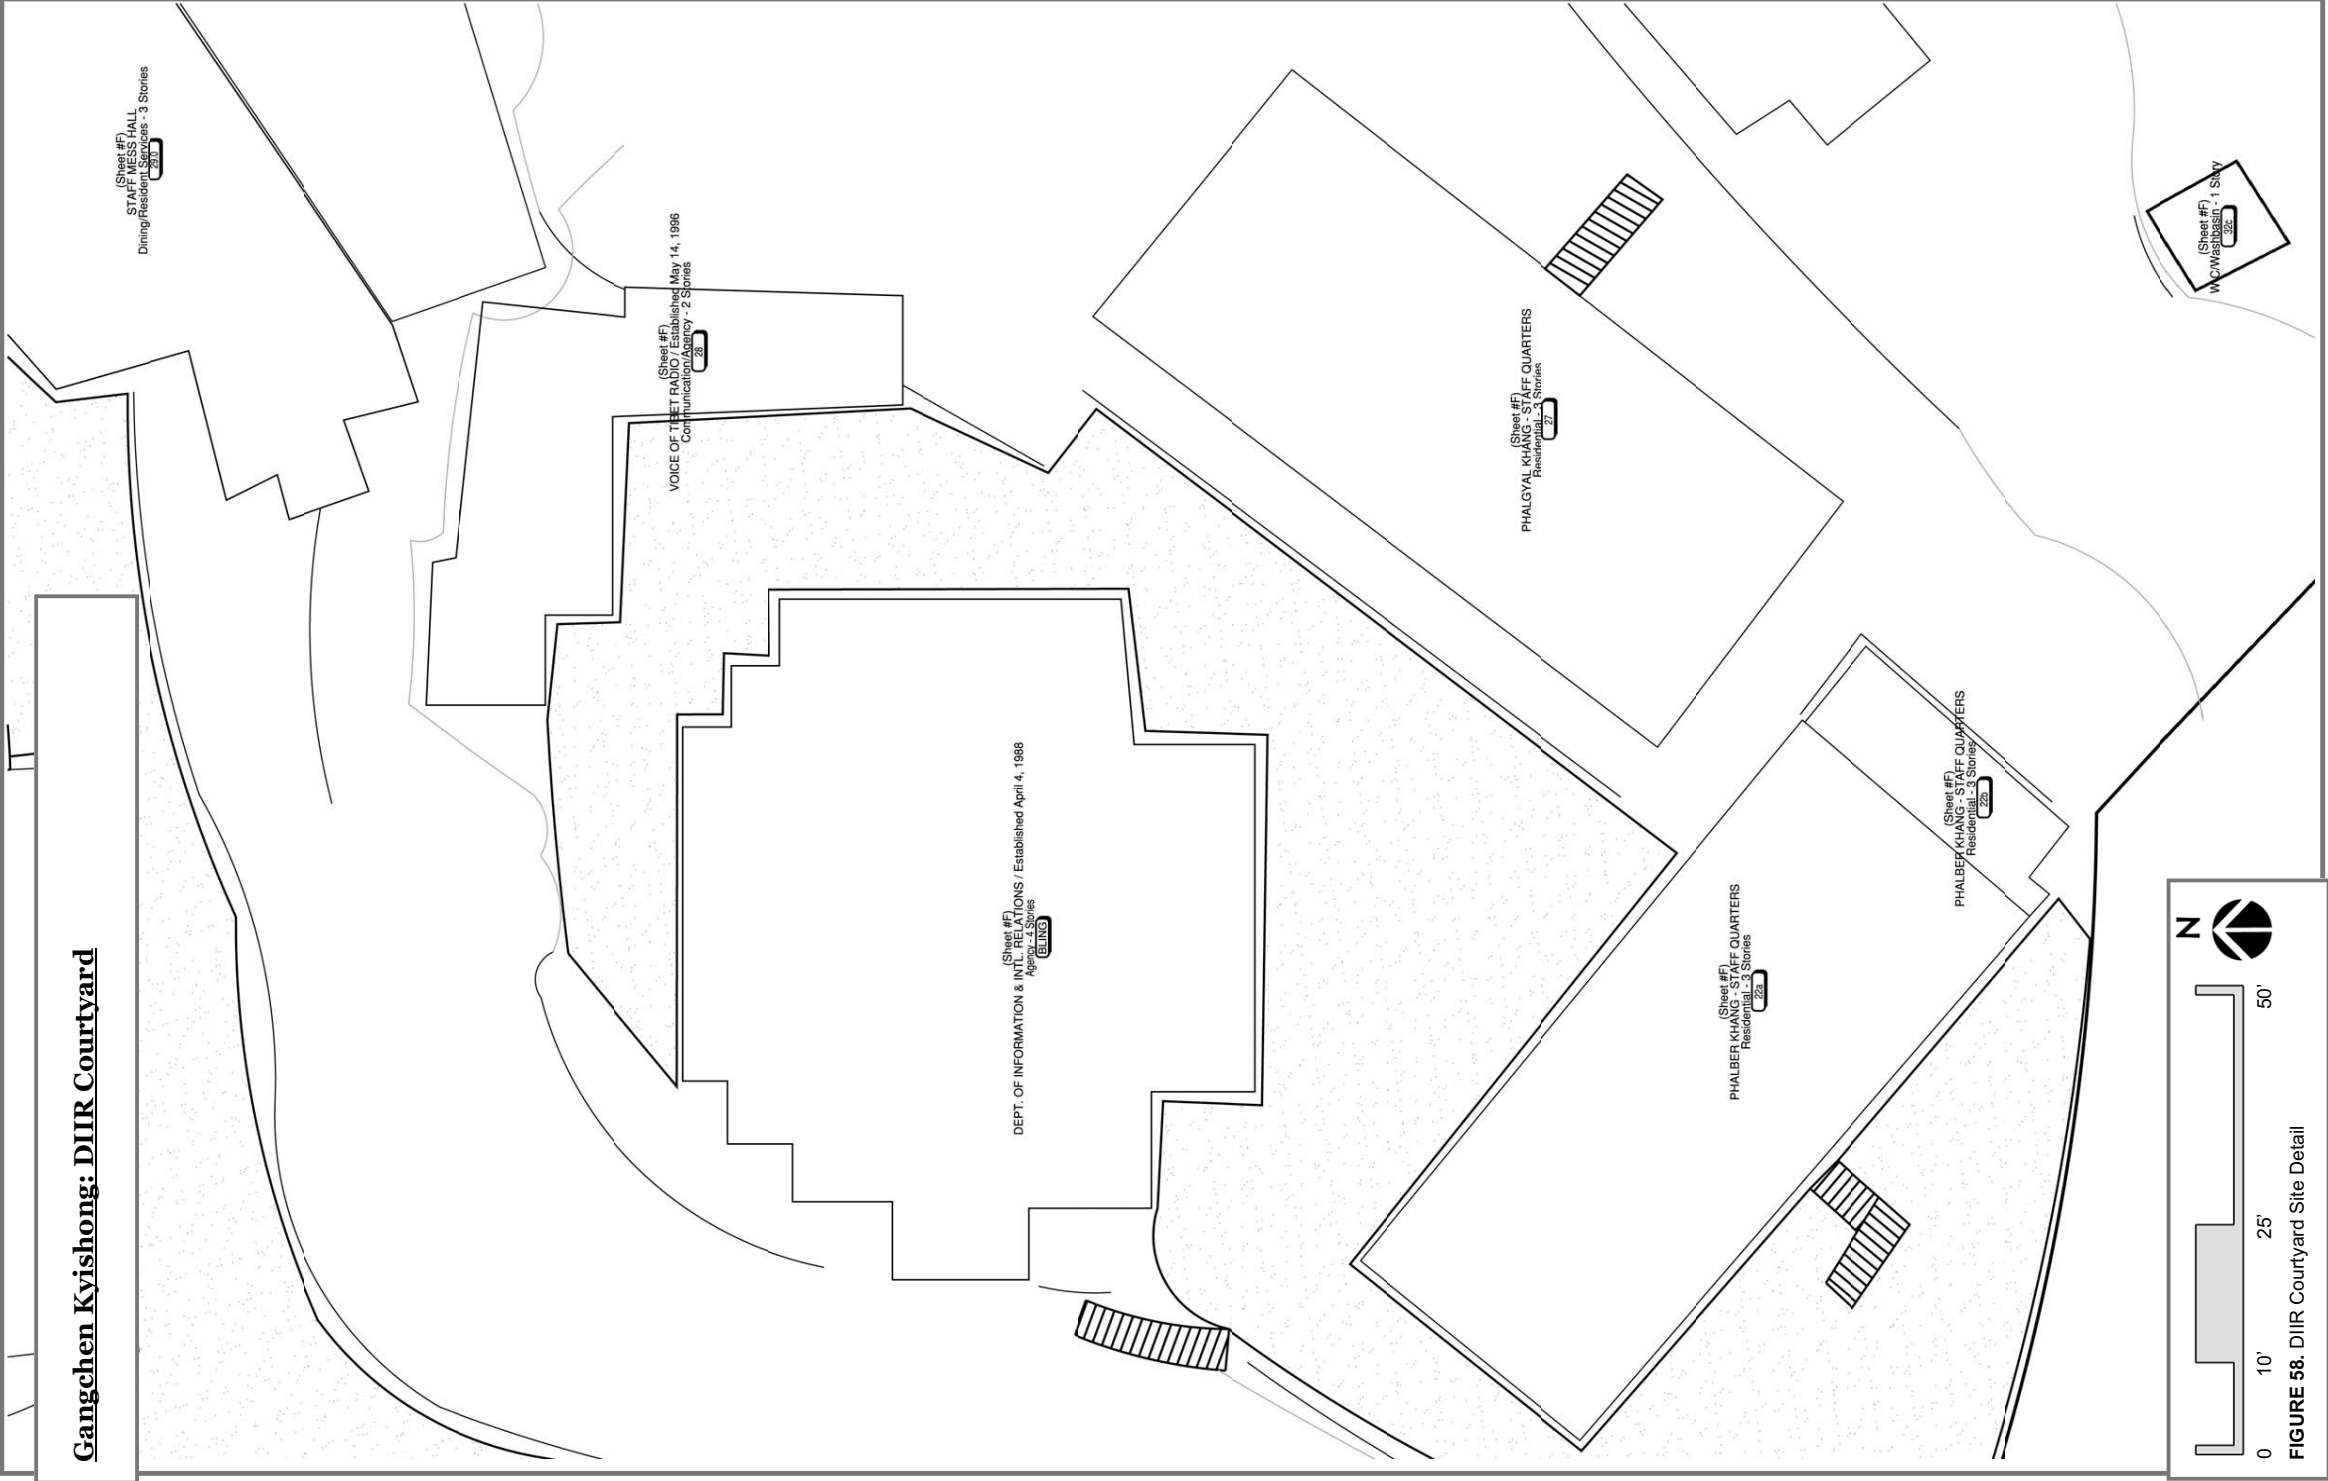 Gangchen Kyishong: DIIR Courtyard
(Sheet #F)
STAFF MESS HALL
Dining/Resident Services - 3 Stories
29.0
(Sheet #F)
VOICE OF TIBET RADIO / Established May 14, 1996
Communication/Agency - 2 Stories
28
(Sheet #F)
DEPT. OF INFORMATION & INTL. RELATIONS / Established April 4, 1988
Agency - 4 Stories
BLING
(Sheet #F)
PHALGYAL KHANG - STAFF QUARTERS
Residential - 3 Stories
27
(Sheet #F)
PHALBER KHANG - STAFF QUARTERS
Residential - 3 Stories
22a
(Sheet #F)
PHALBER KHANG - STAFF QUARTERS
Residential - 3 Stories
22b
(Sheet #F)
WC/Washbasin - 1 Story
32c
N
0 10' 25' 50'
FIGURE 58. DIIR Courtyard Site Detail